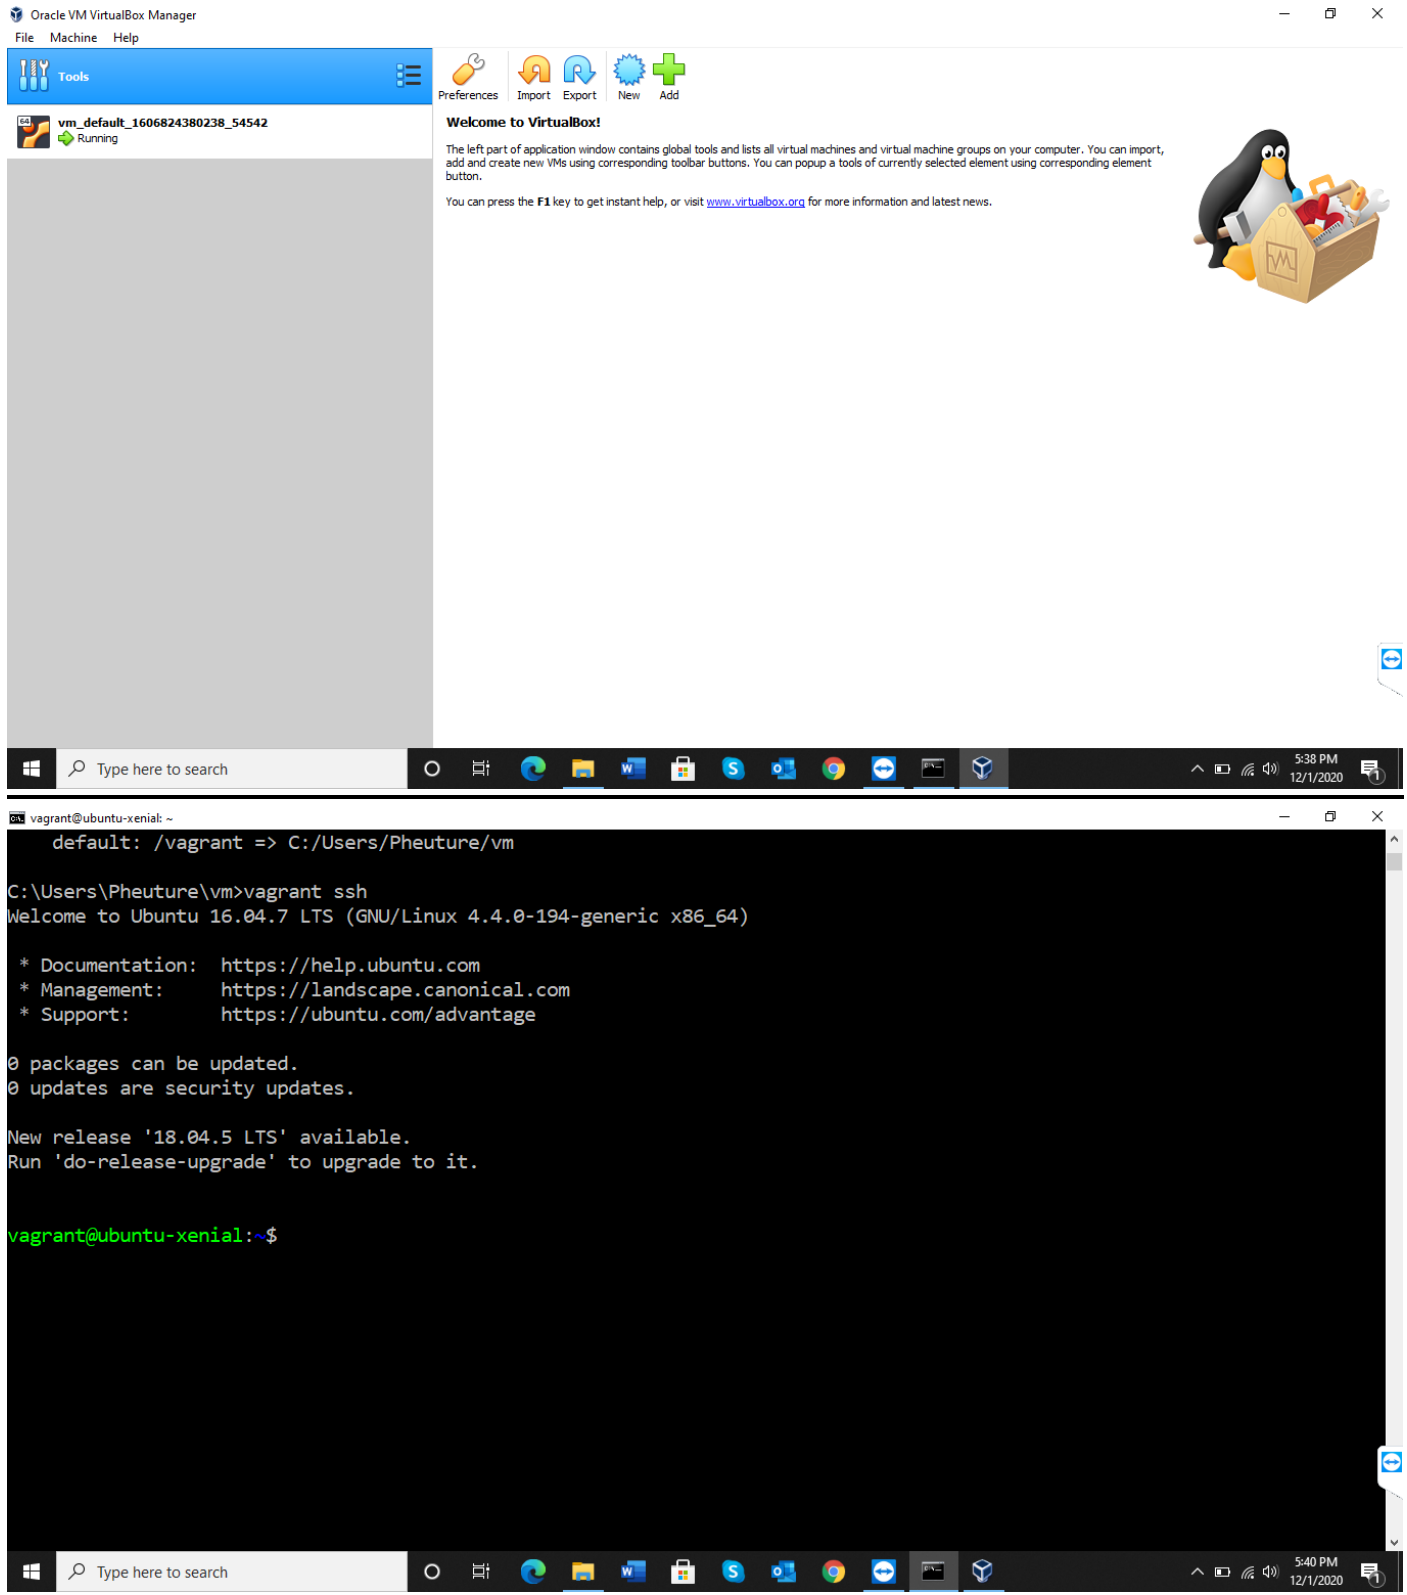 Oracle VM VirtualBox Manager
File Machine Help
Tools
Preferences Import Export New Add
64 vm_default_1606824380238_54542
Running
Welcome to VirtualBox!
The left part of application window contains global tools and lists all virtual machines and virtual machine groups on your computer. You can import,
add and create new VMs using corresponding toolbar buttons. You can popup a tools of currently selected element using corresponding element
button.
You can press the F1 key to get instant help, or visit www.virtualbox.org for more information and latest news.
Type here to search
5:38 PM
12/1/2020
1
vagrant@ubuntu-xenial: ~
default: /vagrant => C:/Users/Pheuture/vm
C:\Users\Pheuture\vm>vagrant ssh
Welcome to Ubuntu 16.04.7 LTS (GNU/Linux 4.4.0-194-generic x86_64)
* Documentation: https://help.ubuntu.com
* Management: https://landscape.canonical.com
* Support: https://ubuntu.com/advantage
0 packages can be updated.
0 updates are security updates.
New release '18.04.5 LTS' available.
Run 'do-release-upgrade' to upgrade to it.
vagrant@ubuntu-xenial:~$
Type here to search
5:40 PM
12/1/2020
1